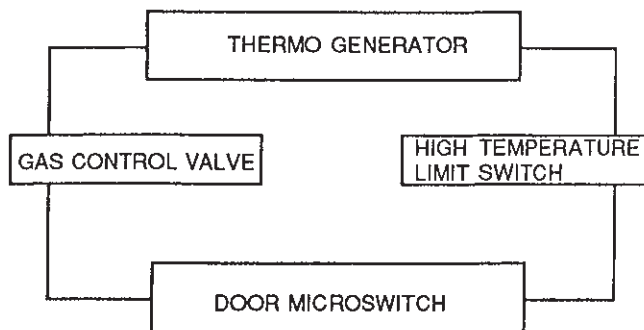 THERMO GENERATOR
GAS CONTROL VALVE
HIGH TEMPERATURE
LIMIT SWITCH
DOOR MICROSWITCH